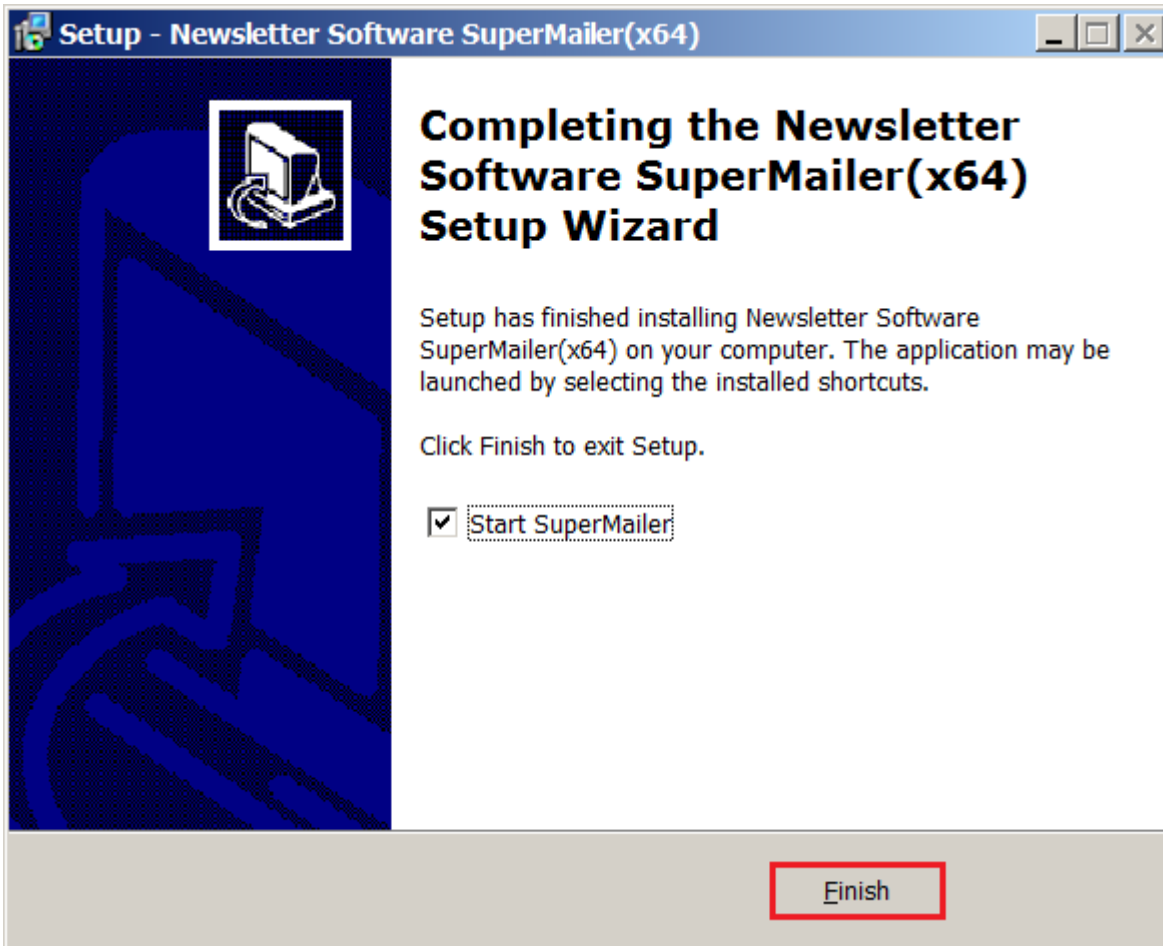 Setup - Newsletter Software SuperMailer(x64)
Completing the Newsletter
Software SuperMailer(x64)
Setup Wizard
Setup has finished installing Newsletter Software
SuperMailer(x64) on your computer. The application may be
launched by selecting the installed shortcuts.
Click Finish to exit Setup.
Start SuperMailer
Finish